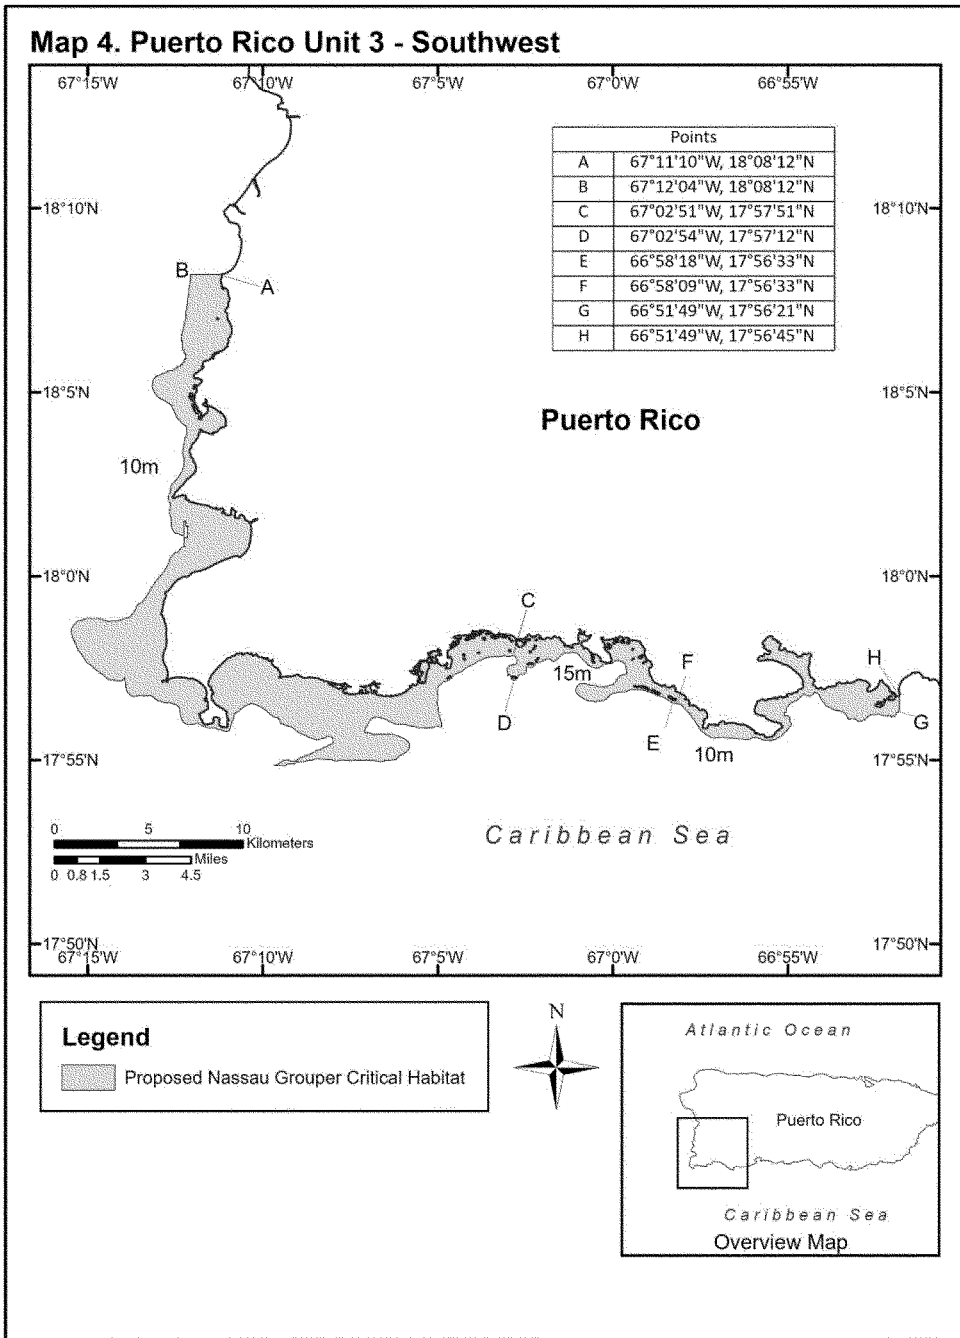 Map 4. Puerto Rico Unit 3 - Southwest
67°15'W 67°10'W 67°5'W 67°0'W 66°55'W
Points
A 67°11'10"W, 18°08'12"N
B 67°12'04"W, 18°08'12"N
C 67°02'51"W, 17°57'51"N
D 67°02'54"W, 17°57'12"N
E 66°58'18"W, 17°56'33"N
F 66°58'09"W, 17°56'33"N
G 66°51'49"W, 17°56'21"N
H 66°51'49"W, 17°56'45"N
18°10'N 18°10'N
B
A
18°5'N 18°5'N
Puerto Rico
10m
18°0'N 18°0'N
C
H
F
15m
D
G
E
10m
17°55'N 17°55'N
Caribbean Sea
0 5 10
Kilometers
Miles
0 0.8 1.5 3 4.5
17°50'N 17°50'N
67°15'W 67°10'W 67°5'W 67°0'W 66°55'W
Legend
Proposed Nassau Grouper Critical Habitat
N
Atlantic Ocean
Puerto Rico
Caribbean Sea
Overview Map